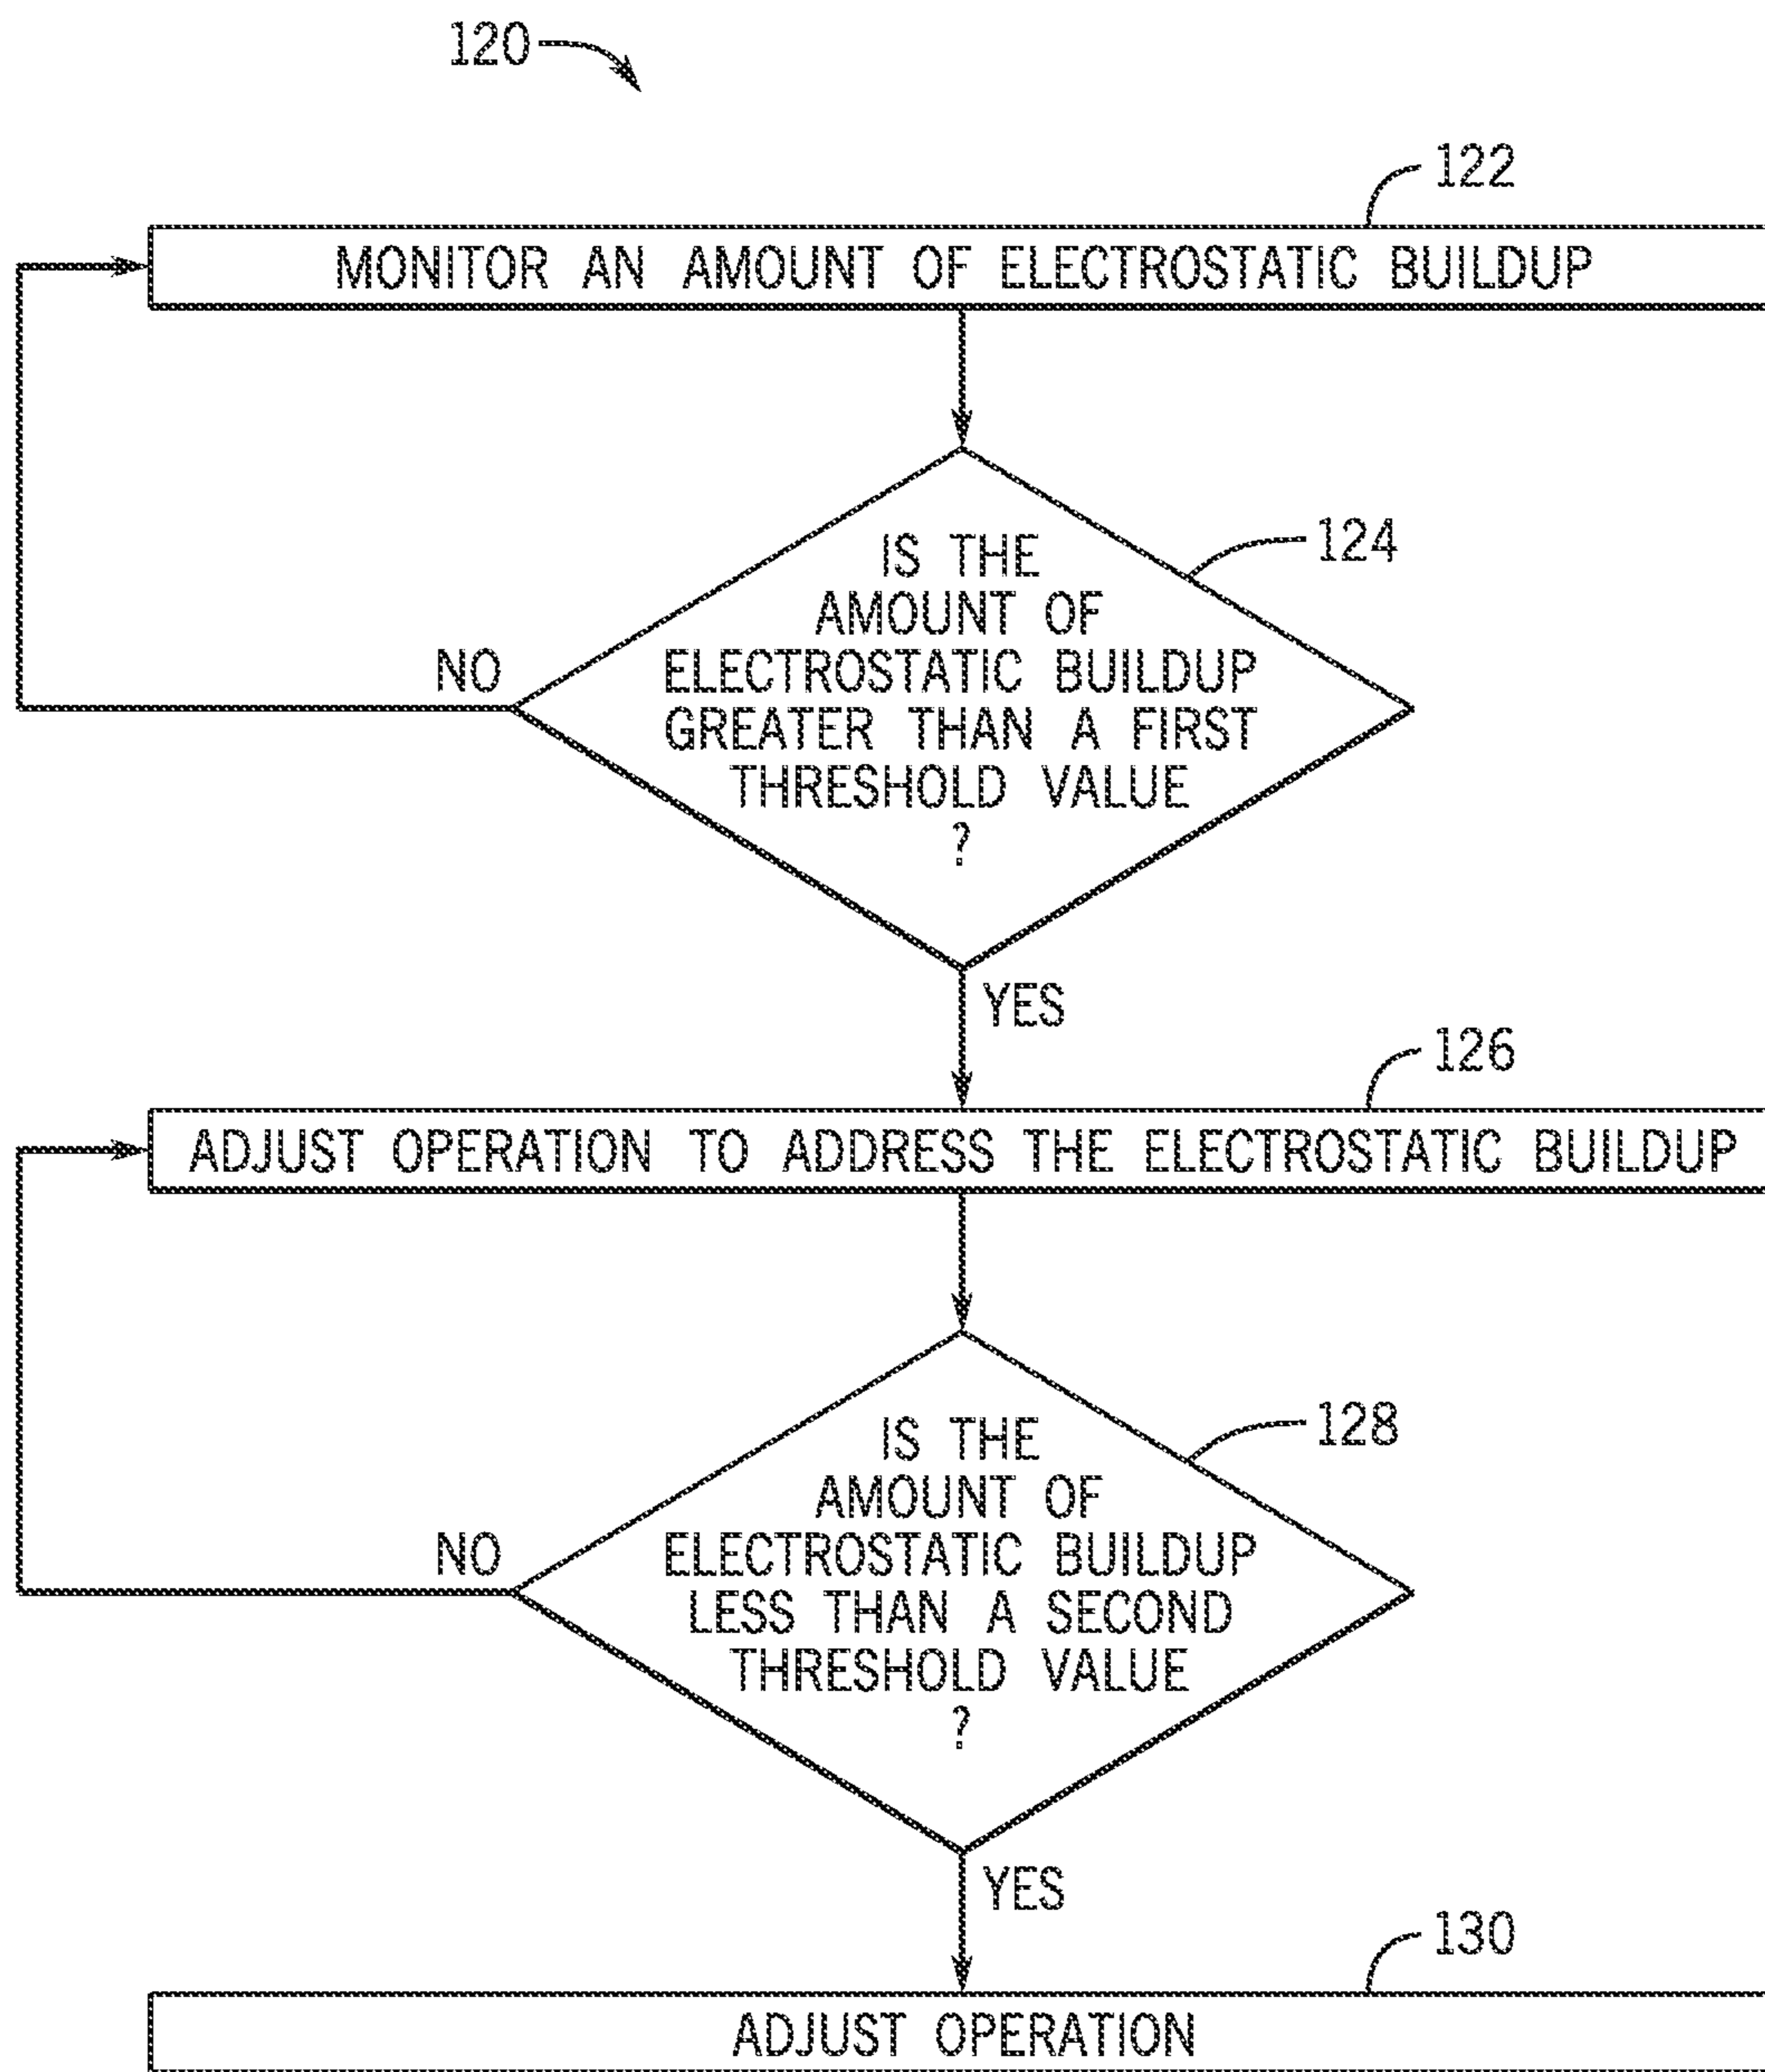 120
122
MONITOR AN AMOUNT OF ELECTROSTATIC BUILDUP
124
IS THE
AMOUNT OF
ELECTROSTATIC BUILDUP
GREATER THAN A FIRST
THRESHOLD VALUE
?
NO
YES
126
ADJUST OPERATION TO ADDRESS THE ELECTROSTATIC BUILDUP
128
IS THE
AMOUNT OF
ELECTROSTATIC BUILDUP
LESS THAN A SECOND
THRESHOLD VALUE
?
NO
YES
130
ADJUST OPERATION